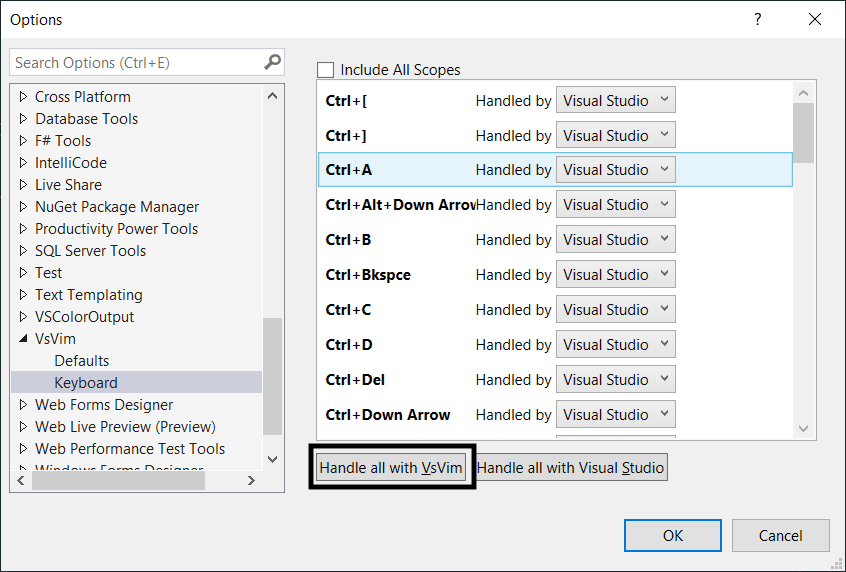 Options
?
Search Options (Ctrl+E)
Cross Platform
Database Tools
F# Tools
IntelliCode
Live Share
NuGet Package Manager
Productivity Power Tools
SQL Server Tools
Test
Text Templating
VSColorOutput
VsVim
Defaults
Keyboard
Web Forms Designer
Web Live Preview (Preview)
Web Performance Test Tools
Windows Forms Designer
Include All Scopes
Ctrl+[ Handled by Visual Studio
Ctrl+] Handled by Visual Studio
Ctrl+A Handled by Visual Studio
Ctrl+Alt+Down Arrow Handled by Visual Studio
Ctrl+B Handled by Visual Studio
Ctrl+Bkspce Handled by Visual Studio
Ctrl+C Handled by Visual Studio
Ctrl+D Handled by Visual Studio
Ctrl+Del Handled by Visual Studio
Ctrl+Down Arrow Handled by Visual Studio
Handle all with VsVim Handle all with Visual Studio
OK Cancel